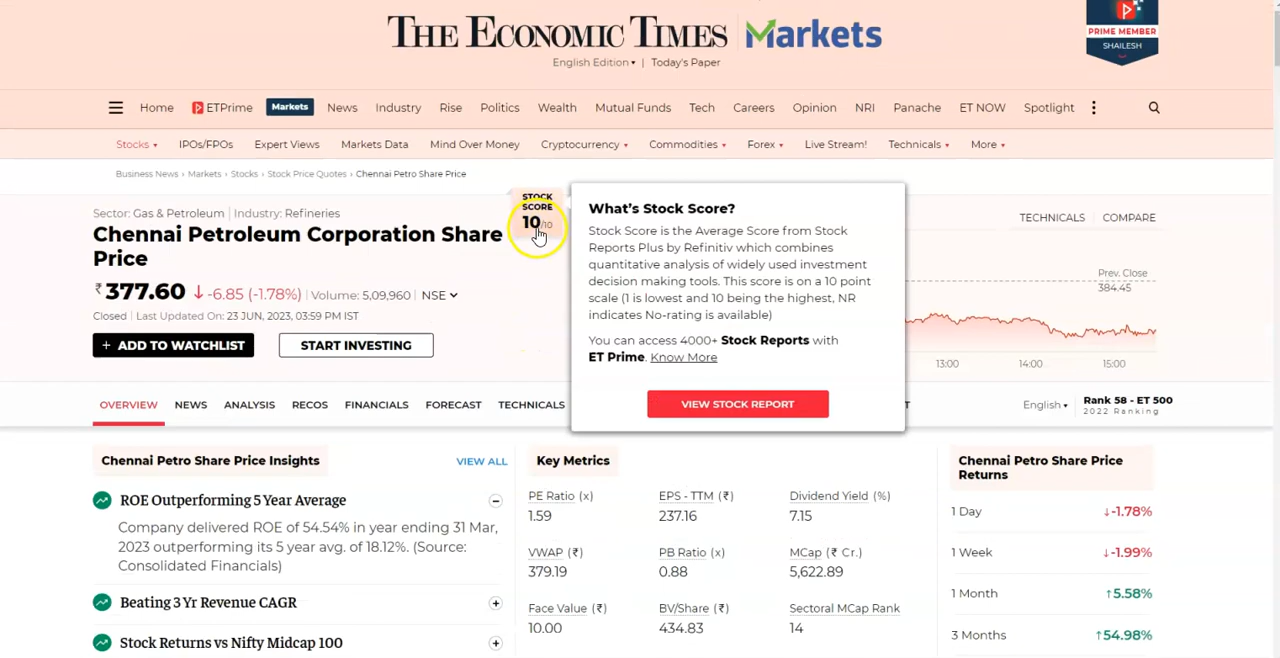 THE ECONOMIC TIMES | Markets
PRIME MEMBER
SHAILESH
English Edition ▾ | Today's Paper
Home ETPrime Markets News Industry Rise Politics Wealth Mutual Funds Tech Careers Opinion NRI Panache ET NOW Spotlight
Stocks ▾ IPOs/FPOs Expert Views Markets Data Mind Over Money Cryptocurrency ▾ Commodities ▾ Forex ▾ Live Stream! Technicals ▾ More ▾
Business News › Markets › Stocks › Stock Price Quotes › Chennai Petro Share Price
Sector: Gas & Petroleum | Industry: Refineries
Chennai Petroleum Corporation Share
Price
₹377.60 ↓ -6.85 (-1.78%) | Volume: 5,09,960 | NSE
Closed | Last Updated On: 23 JUN, 2023, 03:59 PM IST
+ ADD TO WATCHLIST
START INVESTING
STOCK
SCORE
10/10
What's Stock Score?
Stock Score is the Average Score from Stock
Reports Plus by Refinitiv which combines
quantitative analysis of widely used investment
decision making tools. This score is on a 10 point
scale (1 is lowest and 10 being the highest, NR
indicates No-rating is available)
You can access 4000+ Stock Reports with
ET Prime. Know More
VIEW STOCK REPORT
TECHNICALS COMPARE
Prev. Close
384.45
13:00 14:00 15:00
OVERVIEW NEWS ANALYSIS RECOS FINANCIALS FORECAST TECHNICALS
English ▾
Rank 58 - ET 500
2022 Ranking
Chennai Petro Share Price Insights
VIEW ALL
ROE Outperforming 5 Year Average
Company delivered ROE of 54.54% in year ending 31 Mar,
2023 outperforming its 5 year avg. of 18.12%. (Source:
Consolidated Financials)
Beating 3 Yr Revenue CAGR
Stock Returns vs Nifty Midcap 100
Key Metrics
PE Ratio (x) EPS - TTM (₹) Dividend Yield (%)
1.59 237.16 7.15
VWAP (₹) PB Ratio (x) MCap (₹ Cr.)
379.19 0.88 5,622.89
Face Value (₹) BV/Share (₹) Sectoral MCap Rank
10.00 434.83 14
Chennai Petro Share Price
Returns
1 Day ↓-1.78%
1 Week ↓-1.99%
1 Month ↑5.58%
3 Months ↑54.98%